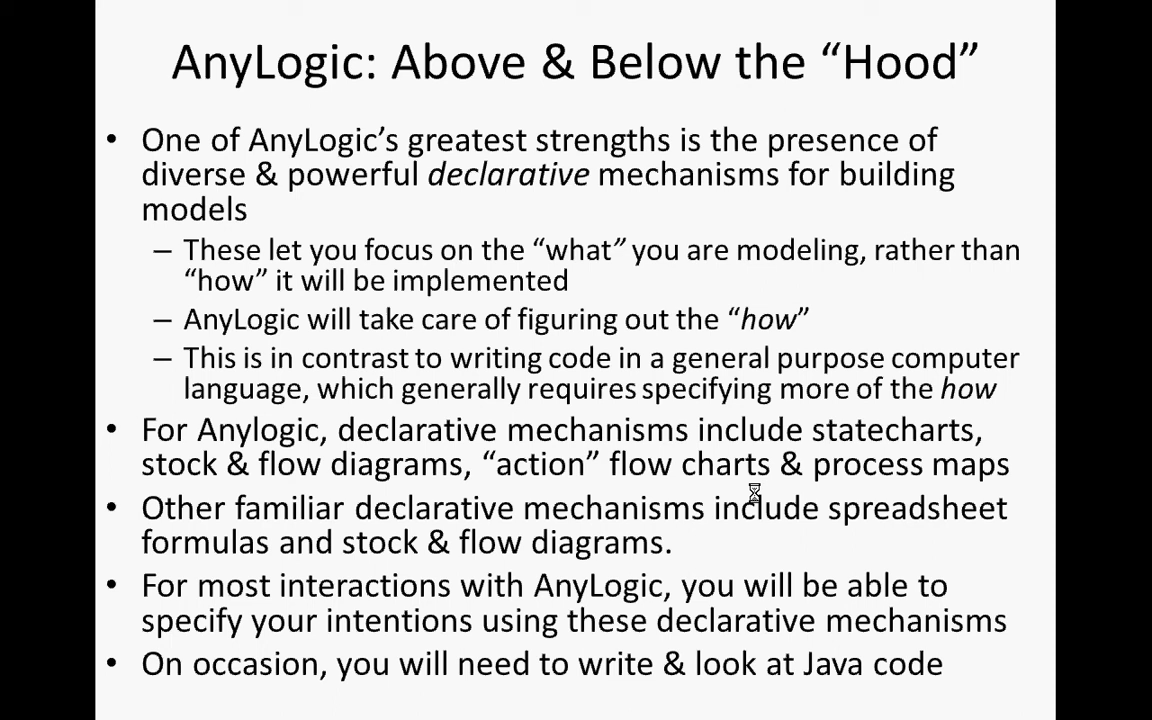 AnyLogic: Above & Below the “Hood”
• One of AnyLogic’s greatest strengths is the presence of
diverse & powerful declarative mechanisms for building
models
– These let you focus on the “what” you are modeling, rather than
“how” it will be implemented
– AnyLogic will take care of figuring out the “how”
– This is in contrast to writing code in a general purpose computer
language, which generally requires specifying more of the how
• For Anylogic, declarative mechanisms include statecharts,
stock & flow diagrams, “action” flow charts & process maps
• Other familiar declarative mechanisms include spreadsheet
formulas and stock & flow diagrams.
• For most interactions with AnyLogic, you will be able to
specify your intentions using these declarative mechanisms
• On occasion, you will need to write & look at Java code